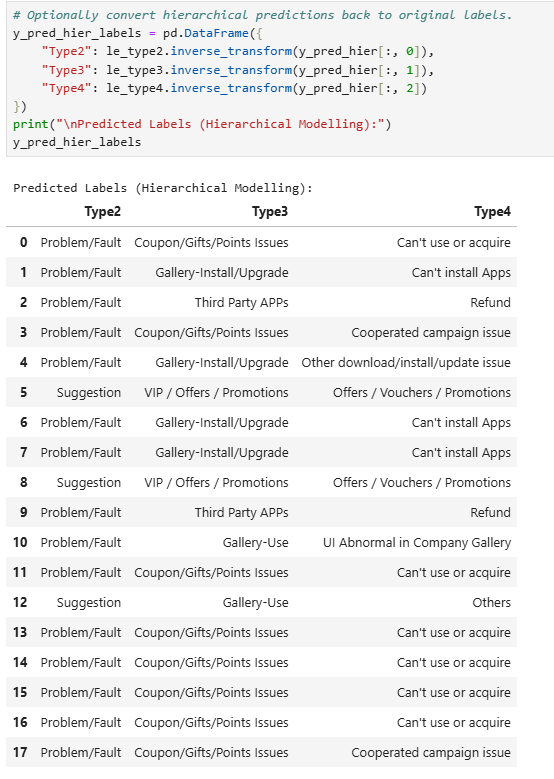 # Optionally convert hierarchical predictions back to original labels.
y_pred_hier_labels = pd.DataFrame({
    "Type2": le_type2.inverse_transform(y_pred_hier[:, 0]),
    "Type3": le_type3.inverse_transform(y_pred_hier[:, 1]),
    "Type4": le_type4.inverse_transform(y_pred_hier[:, 2])
})
print("\nPredicted Labels (Hierarchical Modelling):")
y_pred_hier_labels
Predicted Labels (Hierarchical Modelling):
Type2 Type3 Type4
0 Problem/Fault Coupon/Gifts/Points Issues Can't use or acquire
1 Problem/Fault Gallery-Install/Upgrade Can't install Apps
2 Problem/Fault Third Party APPs Refund
3 Problem/Fault Coupon/Gifts/Points Issues Cooperated campaign issue
4 Problem/Fault Gallery-Install/Upgrade Other download/install/update issue
5 Suggestion VIP / Offers / Promotions Offers / Vouchers / Promotions
6 Problem/Fault Gallery-Install/Upgrade Can't install Apps
7 Problem/Fault Gallery-Install/Upgrade Can't install Apps
8 Suggestion VIP / Offers / Promotions Offers / Vouchers / Promotions
9 Problem/Fault Third Party APPs Refund
10 Problem/Fault Gallery-Use UI Abnormal in Company Gallery
11 Problem/Fault Coupon/Gifts/Points Issues Can't use or acquire
12 Suggestion Gallery-Use Others
13 Problem/Fault Coupon/Gifts/Points Issues Can't use or acquire
14 Problem/Fault Coupon/Gifts/Points Issues Can't use or acquire
15 Problem/Fault Coupon/Gifts/Points Issues Can't use or acquire
16 Problem/Fault Coupon/Gifts/Points Issues Can't use or acquire
17 Problem/Fault Coupon/Gifts/Points Issues Cooperated campaign issue